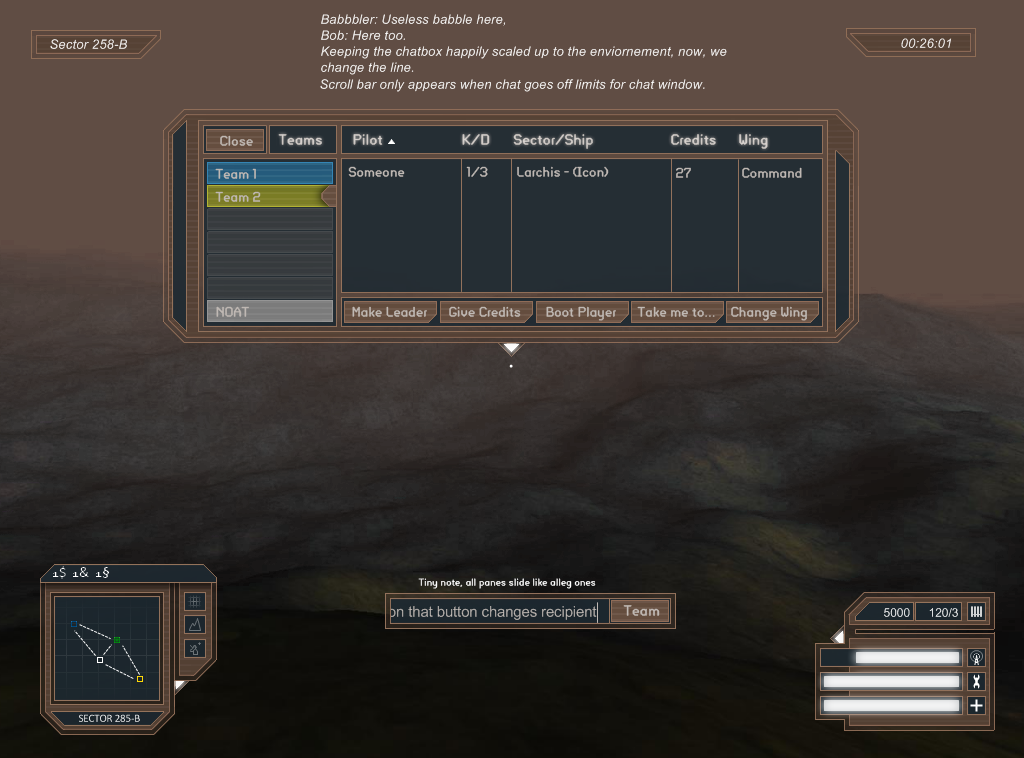 Babbbler: Useless babble here,
Bob: Here too.
Keeping the chatbox happily scaled up to the enviornement, now, we
change the line.
Scroll bar only appears when chat goes off limits for chat window.
Sector 258-B
00:26:01
Close Teams Pilot K/D Sector/Ship Credits Wing
Team 1
Team 2
NOAT
Someone 1/3 Larchis - (Icon) 27 Command
Make Leader Give Credits Boot Player Take me to... Change Wing
Tiny note, all panes slide like alleg ones
on that button changes recipient Team
1$ 1& 1§
SECTOR 285-B
5000 120/3